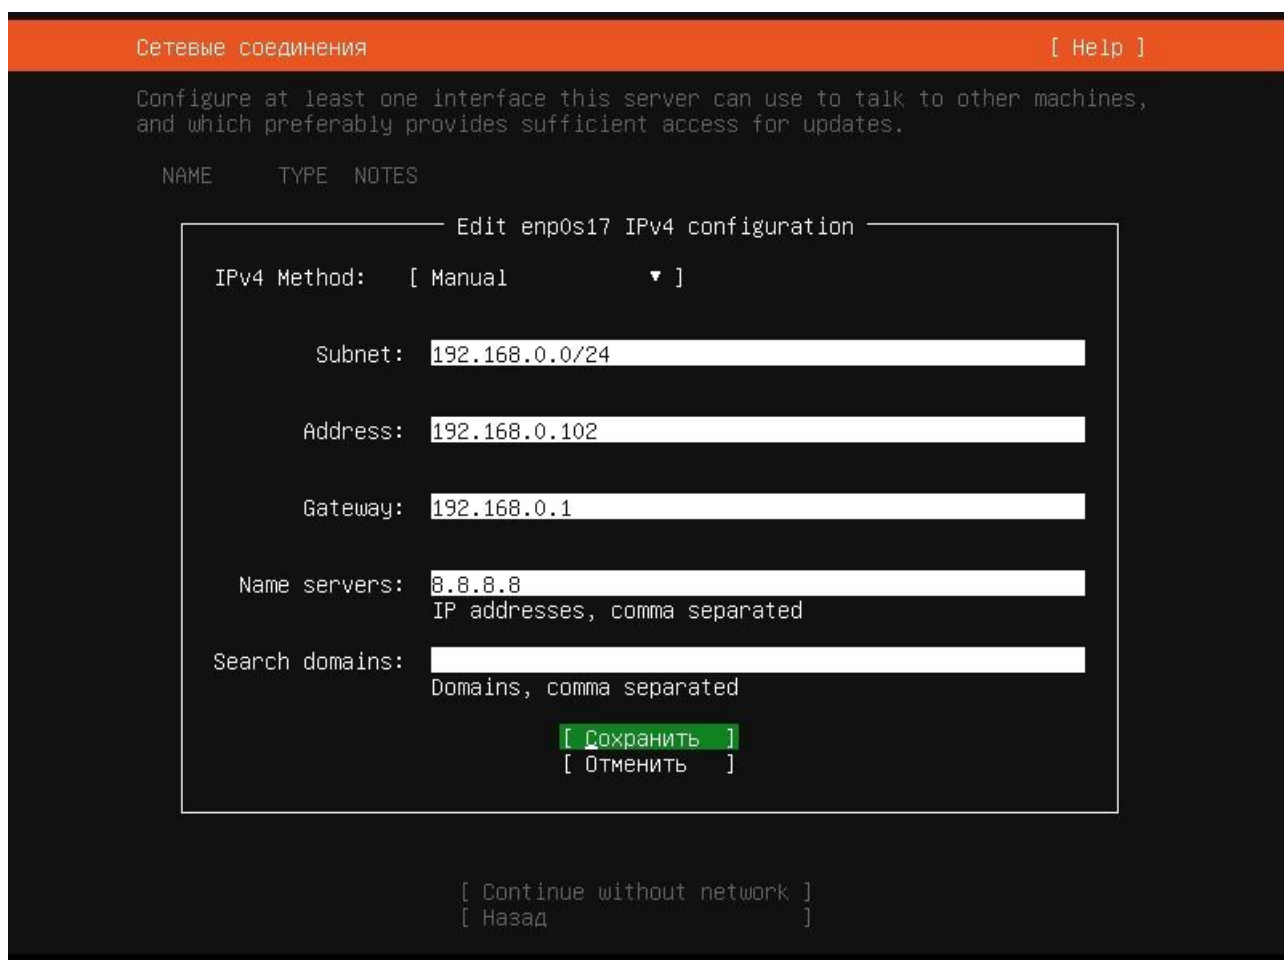 Сетевые соединения [ Help ]
Configure at least one interface this server can use to talk to other machines,
and which preferably provides sufficient access for updates.
NAME TYPE NOTES
Edit enp0s17 IPv4 configuration
IPv4 Method: [ Manual ▼ ]
Subnet: 192.168.0.0/24
Address: 192.168.0.102
Gateway: 192.168.0.1
Name servers: 8.8.8.8
IP addresses, comma separated
Search domains:
Domains, comma separated
[ Сохранить ]
[ Отменить ]
[ Continue without network ]
[ Назад ]